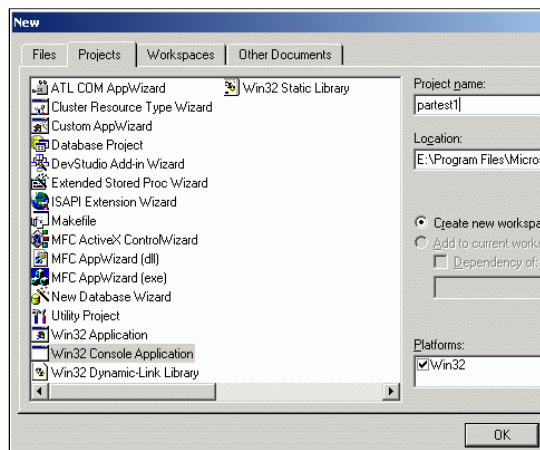 New
Files Projects Workspaces Other Documents
ATL COM AppWizard
Cluster Resource Type Wizard
Custom AppWizard
Database Project
DevStudio Add-in Wizard
Extended Stored Proc Wizard
ISAPI Extension Wizard
Makefile
MFC ActiveX ControlWizard
MFC AppWizard (dll)
MFC AppWizard (exe)
New Database Wizard
Utility Project
Win32 Application
Win32 Console Application
Win32 Dynamic-Link Library
Win32 Static Library
Project name:
partest1
Location:
E:\Program Files\Micros
Create new workspa
Add to current works
Dependency of:
Platforms:
Win32
OK